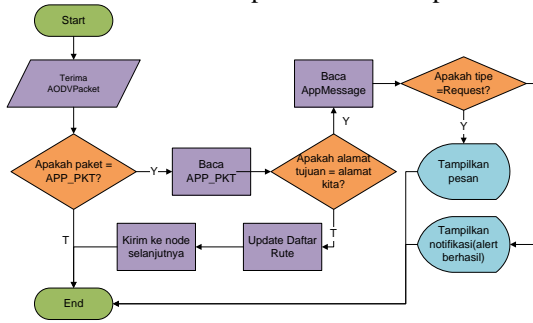 Start
Terima
AODVPacket
Apakah paket =
APP_PKT?
Y
T
Baca
APP_PKT
Apakah alamat
tujuan = alamat
kita?
Y
T
Baca
AppMessage
Apakah tipe
=Request?
Y
Tampilkan
pesan
Tampilkan
notifikasi(alert
berhasil)
Update Daftar
Rute
Kirim ke node
selanjutnya
End